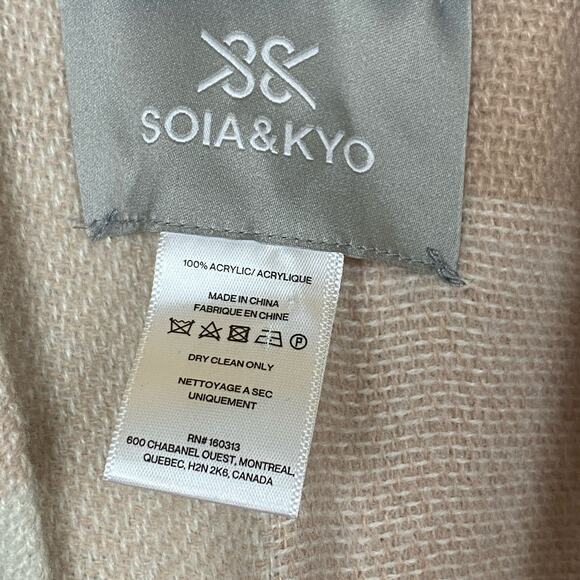 SOIA&KYO
100% ACRYLIC/ ACRYLIQUE
MADE IN CHINA
FABRIQUE EN CHINE
P
DRY CLEAN ONLY
NETTOYAGE A SEC
UNIQUEMENT
RN# 160313
600 CHABANEL OUEST, MONTREAL,
QUEBEC, H2N 2K6, CANADA